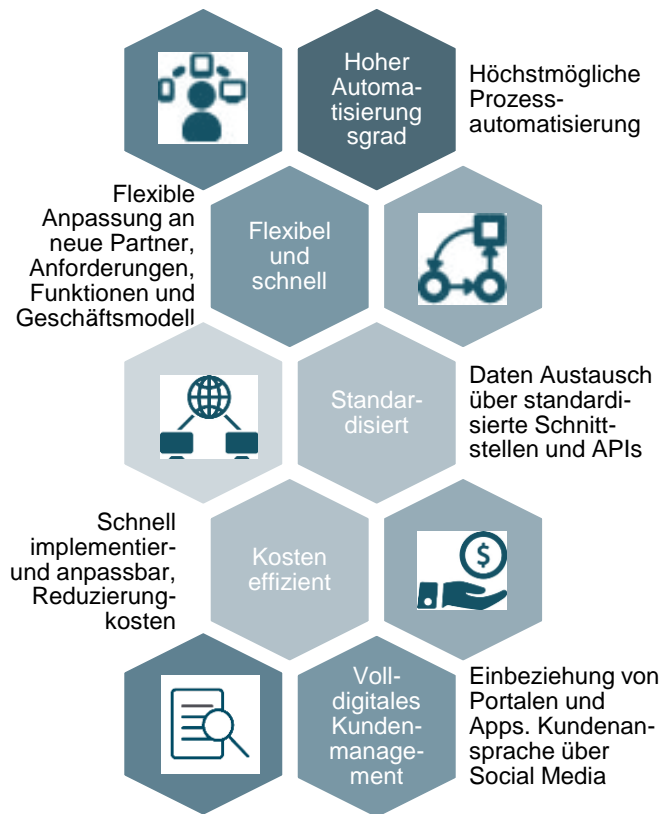 Hoher
Automa-
tisierung
sgrad
Höchstmögliche
Prozess-
automatisierung
Flexible
Anpassung an
neue Partner,
Anforderungen,
Funktionen und
Geschäftsmodell
Flexibel
und
schnell
Standar-
disiert
Daten Austausch
über standardi-
sierte Schnitt-
stellen und APIs
Schnell
implementier-
und anpassbar,
Reduzierung-
kosten
Kosten
effizient
$
Voll-
digitales
Kunden-
manage-
ment
Einbeziehung von
Portalen und
Apps. Kundenan-
sprache über
Social Media